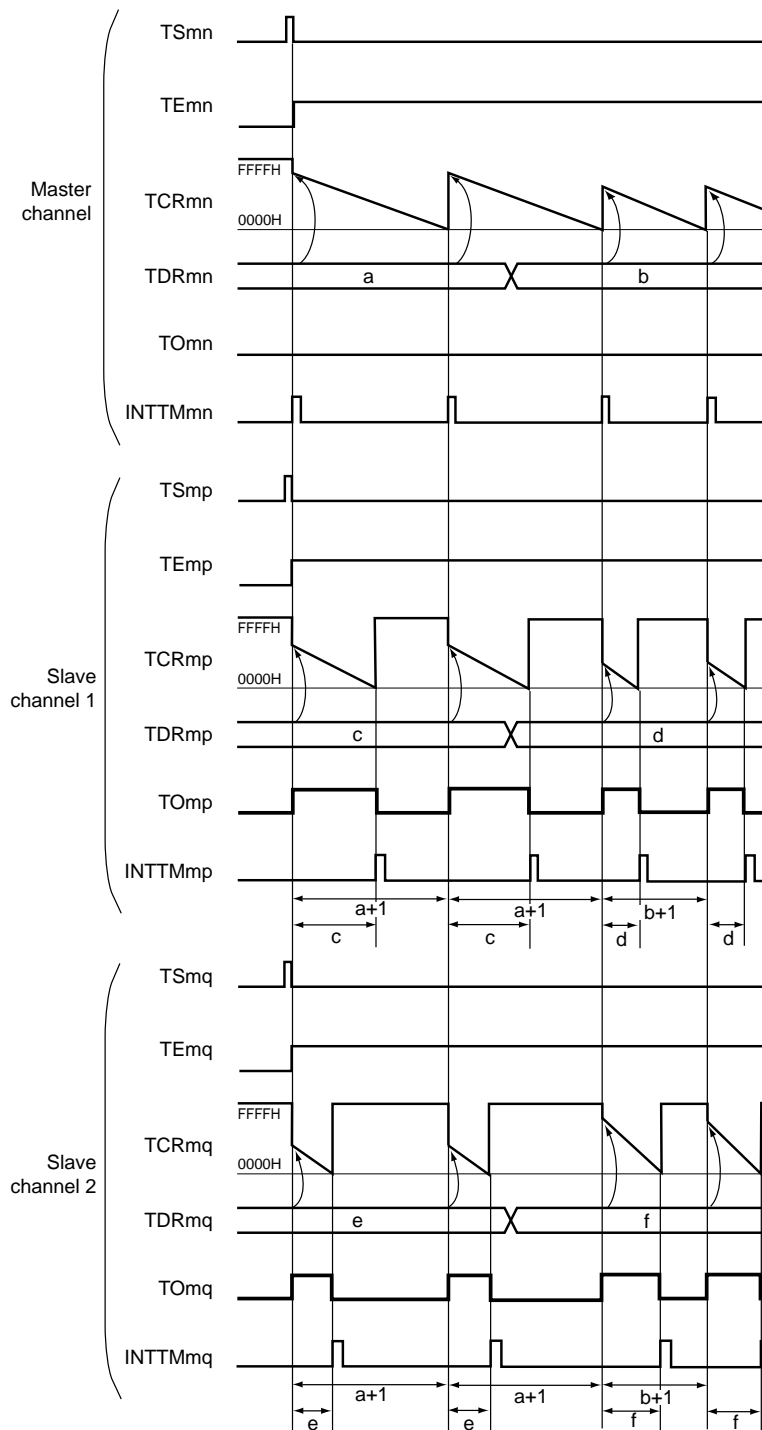 TSmn
TEmn
FFFFH
Master
channel
TCRmn
0000H
TDRmn
a
b
TOmn
INTTMmn
TSmp
TEmp
FFFFH
Slave
channel 1
TCRmp
0000H
TDRmp
c
d
TOmp
INTTMmp
a+1
a+1
b+1
c
c
d
d
TSmq
TEmq
FFFFH
Slave
channel 2
TCRmq
0000H
TDRmq
e
f
TOmq
INTTMmq
a+1
a+1
b+1
e
e
f
f